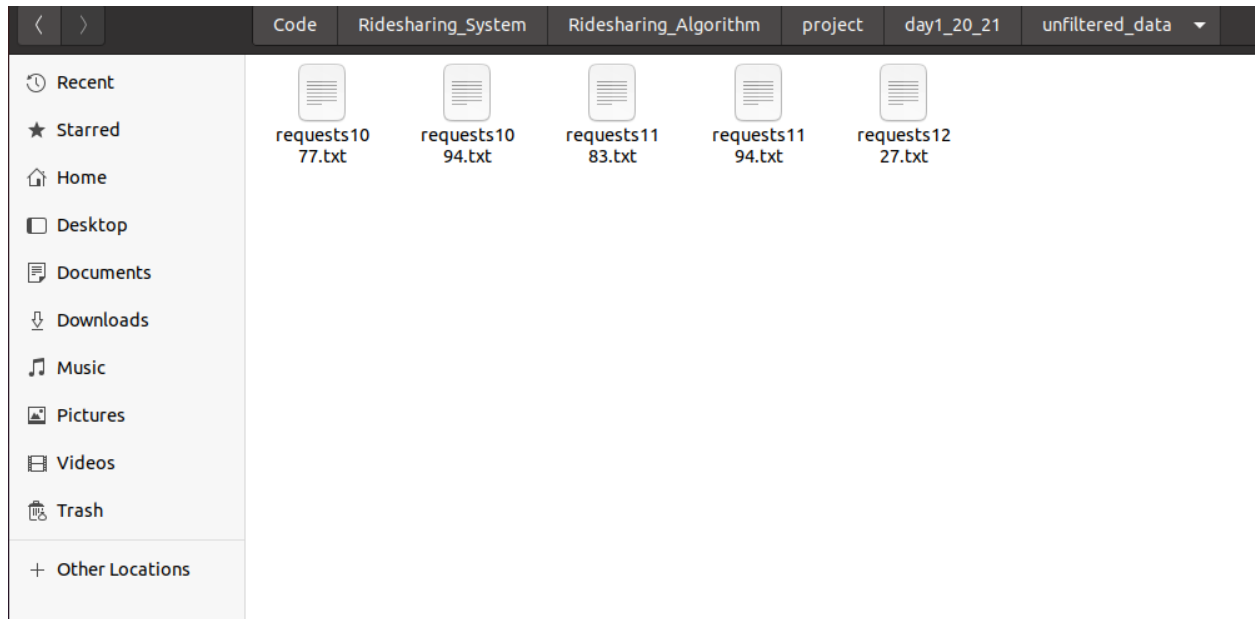 Code Ridesharing_System Ridesharing_Algorithm project day1_20_21 unfiltered_data
Recent
Starred
Home
Desktop
Documents
Downloads
Music
Pictures
Videos
Trash
Other Locations
requests10
77.txt
requests10
94.txt
requests11
83.txt
requests11
94.txt
requests12
27.txt